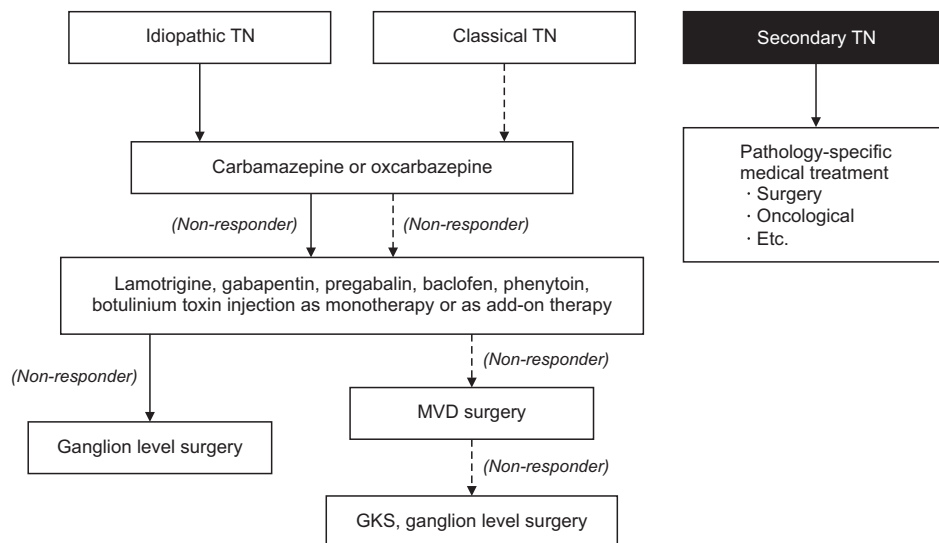 Idiopathic TN
Classical TN
Secondary TN
Carbamazepine or oxcarbazepine
Pathology-specific
medical treatment
· Surgery
· Oncological
· Etc.
(Non-responder)
(Non-responder)
Lamotrigine, gabapentin, pregabalin, baclofen, phenytoin,
botulinium toxin injection as monotherapy or as add-on therapy
(Non-responder)
(Non-responder)
MVD surgery
Ganglion level surgery
(Non-responder)
GKS, ganglion level surgery